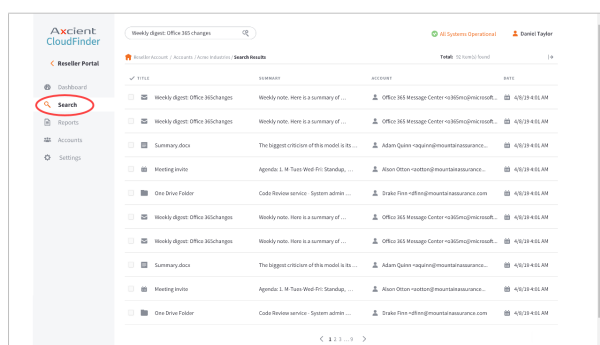 Axcient
CloudFinder
Reseller Portal
Dashboard
Search
Reports
Accounts
Settings
Weekly digest: Office 365 changes
All Systems Operational
Daniel Taylor
Reseller Account / Accounts / Acme Industries / Search Results
Total: 92 item(s) found
TITLE SUMMARY ACCOUNT DATE
Weekly digest: Office 365changes Weekly note. Here is a summary of ... Office 365 Message Center <o365mc@microsoft... 4/8/19 4:01 AM
Weekly digest: Office 365changes Weekly note. Here is a summary of ... Office 365 Message Center <o365mc@microsoft... 4/8/19 4:01 AM
Summary.docx The biggest criticism of this model is its ... Adam Quinn <aquinn@mountainassurance... 4/8/19 4:01 AM
Meeting invite Agenda: 1. M-Tues-Wed-Fri: Standup, ... Alson Otton <aotton@mountainassurance... 4/8/19 4:01 AM
One Drive Folder Code Review service - System admin ... Drake Finn <dfinn@mountainassurance.com 4/8/19 4:01 AM
Weekly digest: Office 365changes Weekly note. Here is a summary of ... Office 365 Message Center <o365mc@microsoft... 4/8/19 4:01 AM
Weekly digest: Office 365changes Weekly note. Here is a summary of ... Office 365 Message Center <o365mc@microsoft... 4/8/19 4:01 AM
Summary.docx The biggest criticism of this model is its ... Adam Quinn <aquinn@mountainassurance... 4/8/19 4:01 AM
Meeting invite Agenda: 1. M-Tues-Wed-Fri: Standup, ... Alson Otton <aotton@mountainassurance... 4/8/19 4:01 AM
One Drive Folder Code Review service - System admin ... Drake Finn <dfinn@mountainassurance.com 4/8/19 4:01 AM
1 2 3 ... 9